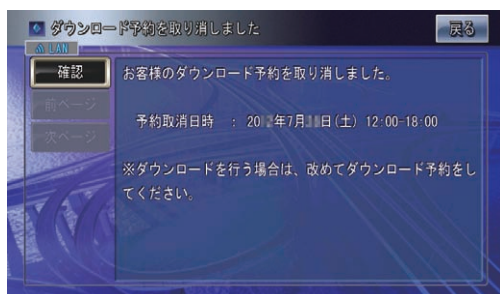 ダウンロード予約を取り消しました
戻る
LAN
確認
お客様のダウンロード予約を取り消しました。
前ページ
予約取消日時 : 20 年7月 日(土) 12:00-18:00
次ページ
※ダウンロードを行う場合は、改めてダウンロード予約をし
てください。